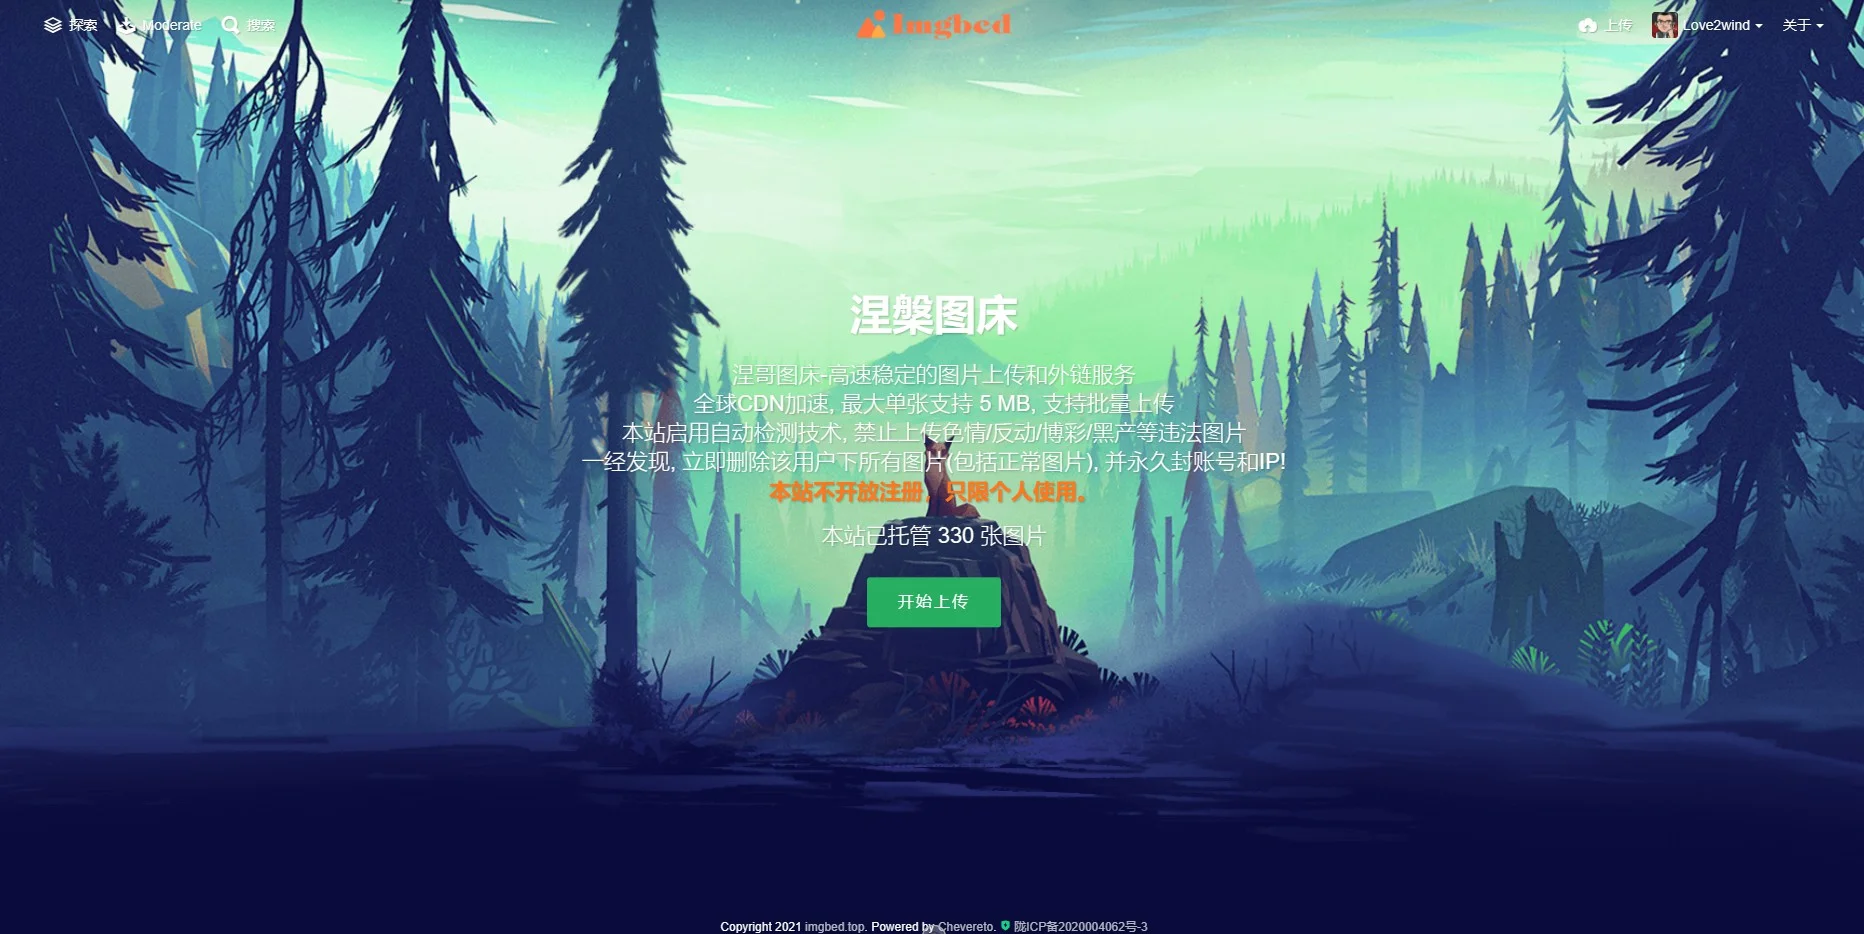 探索 Moderate 搜索 Imgbed 上传 Love2wind 关于
涅槃图床
涅哥图床-高速稳定的图片上传和外链服务
全球CDN加速, 最大单张支持 5 MB, 支持批量上传
本站启用自动检测技术, 禁止上传色情/反动/博彩/黑产等违法图片
一经发现, 立即删除该用户下所有图片(包括正常图片), 并永久封账号和IP!
本站不开放注册，只限个人使用。
本站已托管 330 张图片
开始上传
Copyright 2021 imgbed.top. Powered by Chevereto. 陇ICP备2020004062号-3